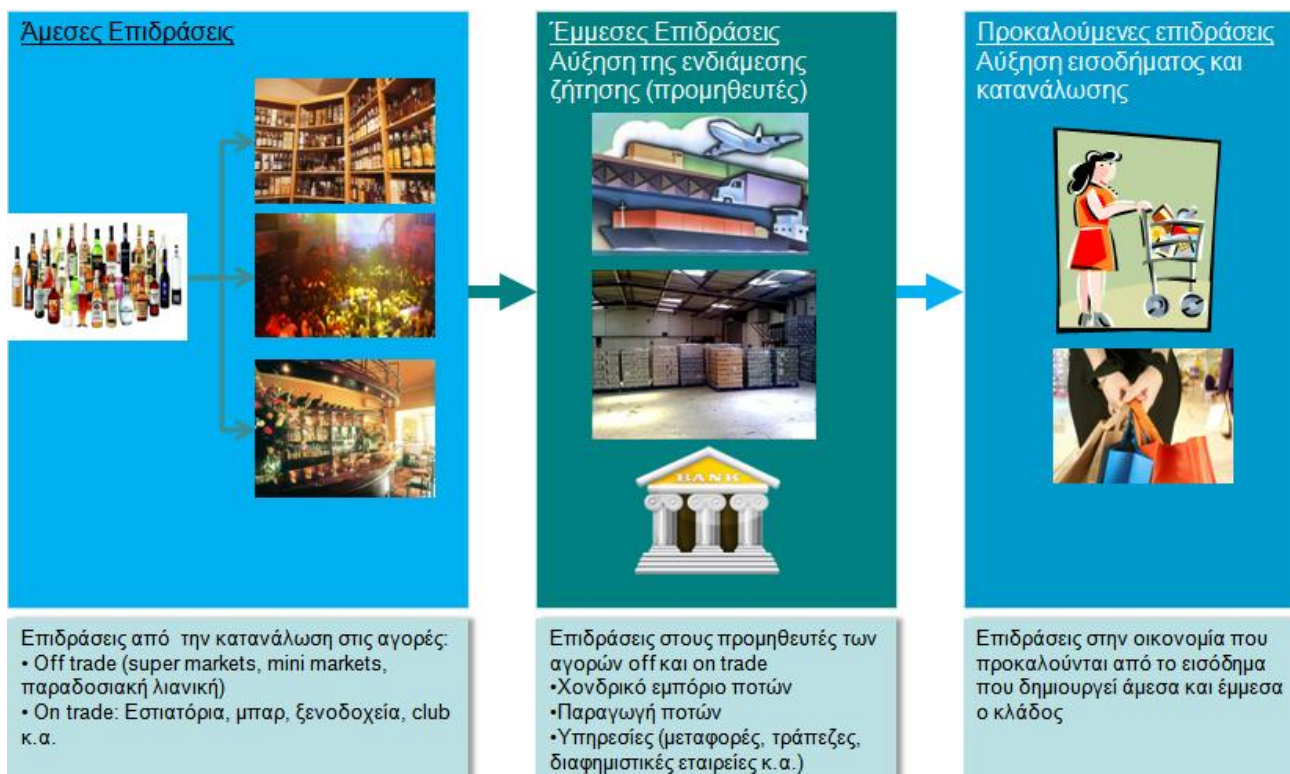 Άμεσες Επιδράσεις
Έμμεσες Επιδράσεις
Αύξηση της ενδιάμεσης
ζήτησης (προμηθευτές)
BANK
Προκαλούμενες επιδράσεις
Αύξηση εισοδήματος και
κατανάλωσης
Επιδράσεις από την κατανάλωση στις αγορές:
• Off trade (super markets, mini markets,
παραδοσιακή λιανική)
• On trade: Εστιατόρια, μπαρ, ξενοδοχεία, club
κ.α.
Επιδράσεις στους προμηθευτές των
αγορών off και on trade
•Χονδρικό εμπόριο ποτών
•Παραγωγή ποτών
•Υπηρεσίες (μεταφορές, τράπεζες,
διαφημιστικές εταιρείες κ.α.)
Επιδράσεις στην οικονομία που
προκαλούνται από το εισόδημα
που δημιουργεί άμεσα και έμμεσα
ο κλάδος